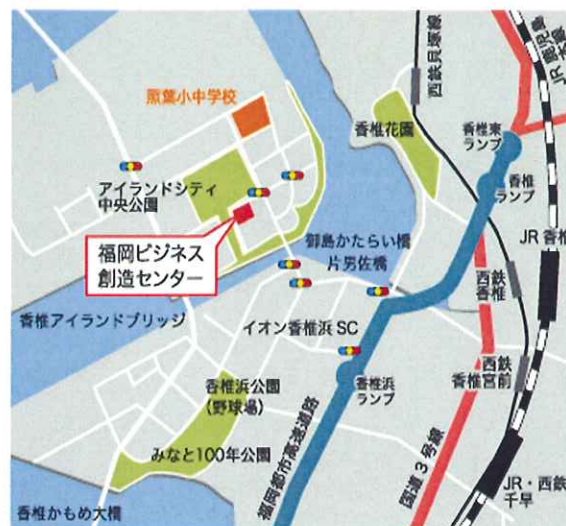 JR鹿児島
本線
西鉄貝塚線
照葉小中学校
香椎花園
香椎東
ランプ
香椎
ランプ
アイランドシティ
中央公園
福岡ビジネス
創造センター
御島かたらい橋
片男佐橋
JR 香椎
西鉄
香椎
香椎アイランドブリッジ
イオン香椎浜 SC
西鉄
香椎宮前
香椎浜公園
(野球場)
香椎浜
ランプ
みなと100年公園
福岡都市高速道路
国道3号線
JR・西鉄
千早
香椎かもめ大橋